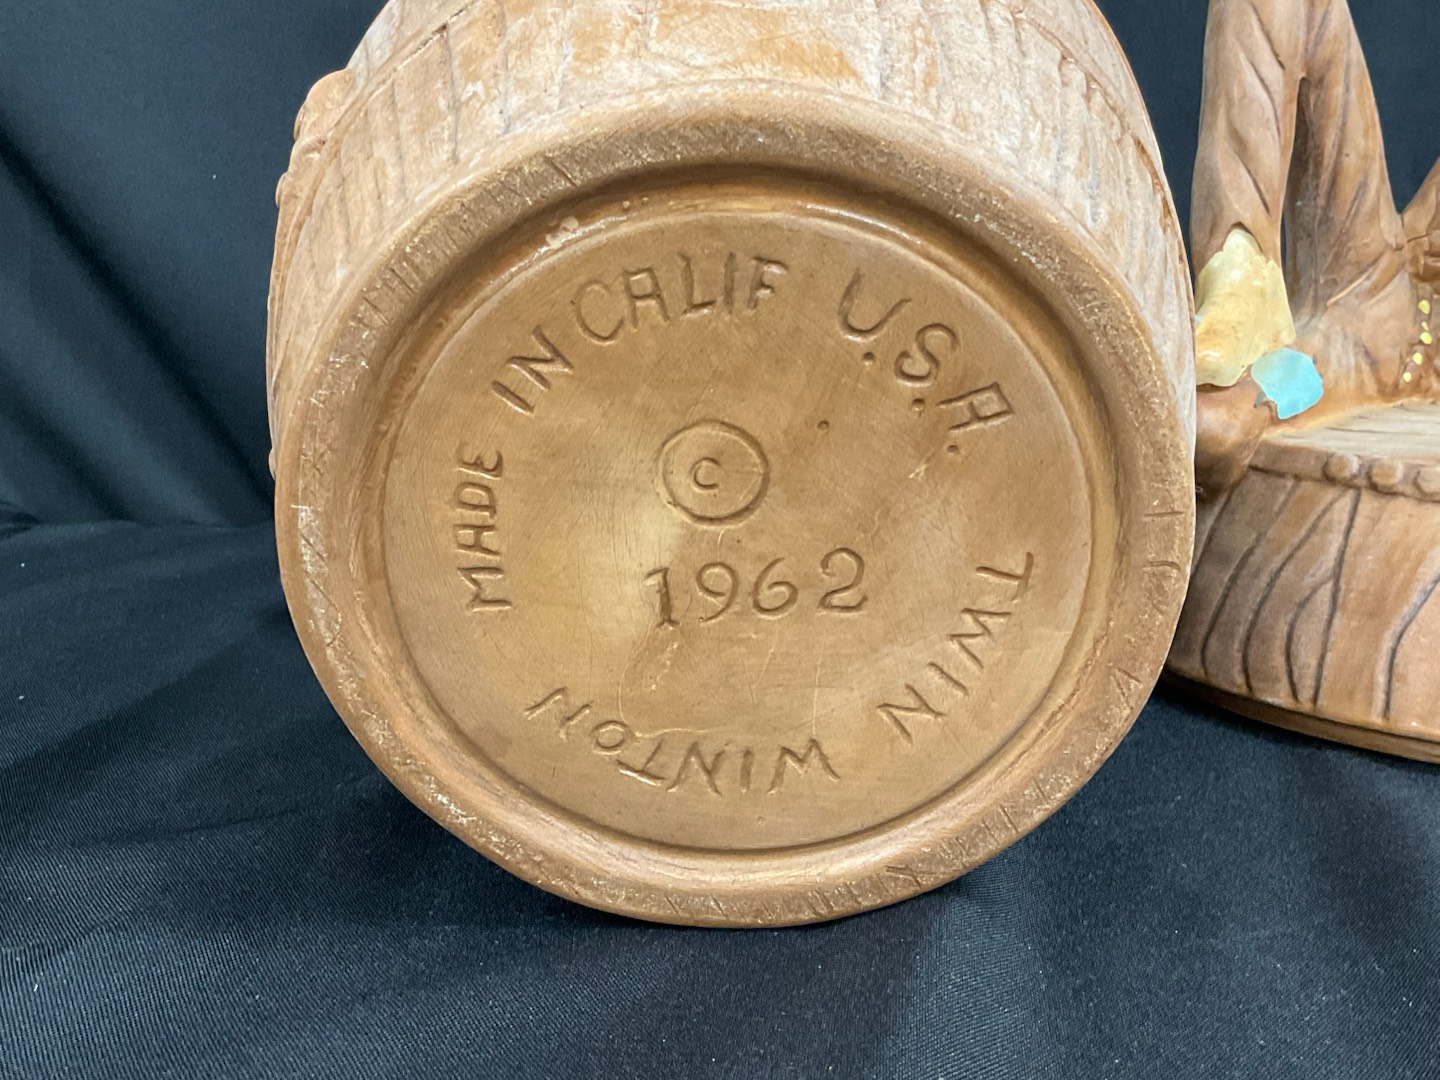 MADE IN CALIF U.S.A.
©
1962
TWIN WINTON